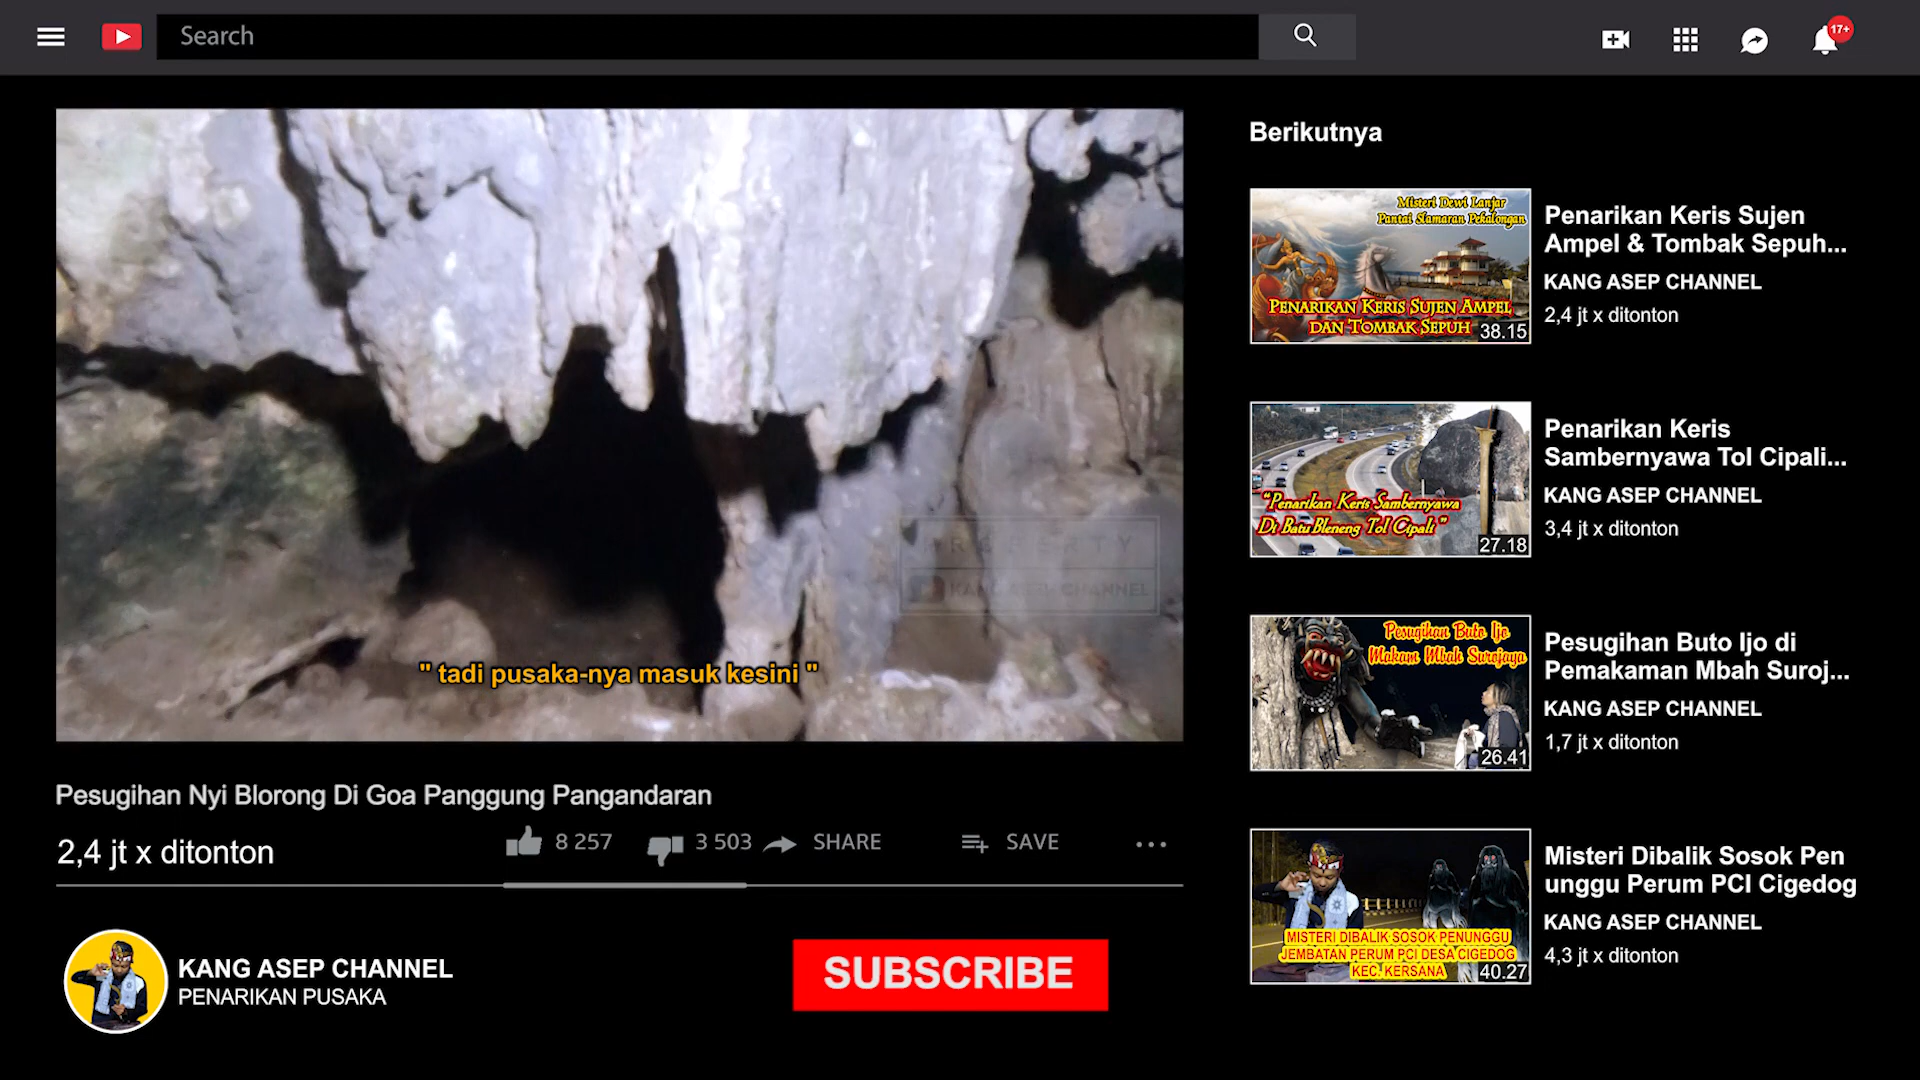 Search
17+
" tadi pusaka-nya masuk kesini "
KANG ASEP CHANNEL
Pesugihan Nyi Blorong Di Goa Panggung Pangandaran
2,4 jt x ditonton
8 257
3 503
SHARE
SAVE
KANG ASEP CHANNEL
PENARIKAN PUSAKA
SUBSCRIBE
Berikutnya
Misteri Dewi Lanjar
Pantai Slamaran Pekalongan
PENARIKAN KERIS SUJEN AMPEL
DAN TOMBAK SEPUH
38.15
Penarikan Keris Sujen
Ampel & Tombak Sepuh...
KANG ASEP CHANNEL
2,4 jt x ditonton
"Penarikan Keris Sambernyawa
Di Batu Bleneng Tol Cipali"
27.18
Penarikan Keris
Sambernyawa Tol Cipali...
KANG ASEP CHANNEL
3,4 jt x ditonton
Pesugihan Buto Ijo
Makam Mbah Surojaya
26.41
Pesugihan Buto Ijo di
Pemakaman Mbah Suroj...
KANG ASEP CHANNEL
1,7 jt x ditonton
MISTERI DIBALIK SOSOK PENUNGGU
JEMBATAN PERUM PCI DESA CIGEDOG
KEC. KERSANA
40.27
Misteri Dibalik Sosok Pen
unggu Perum PCI Cigedog
KANG ASEP CHANNEL
4,3 jt x ditonton